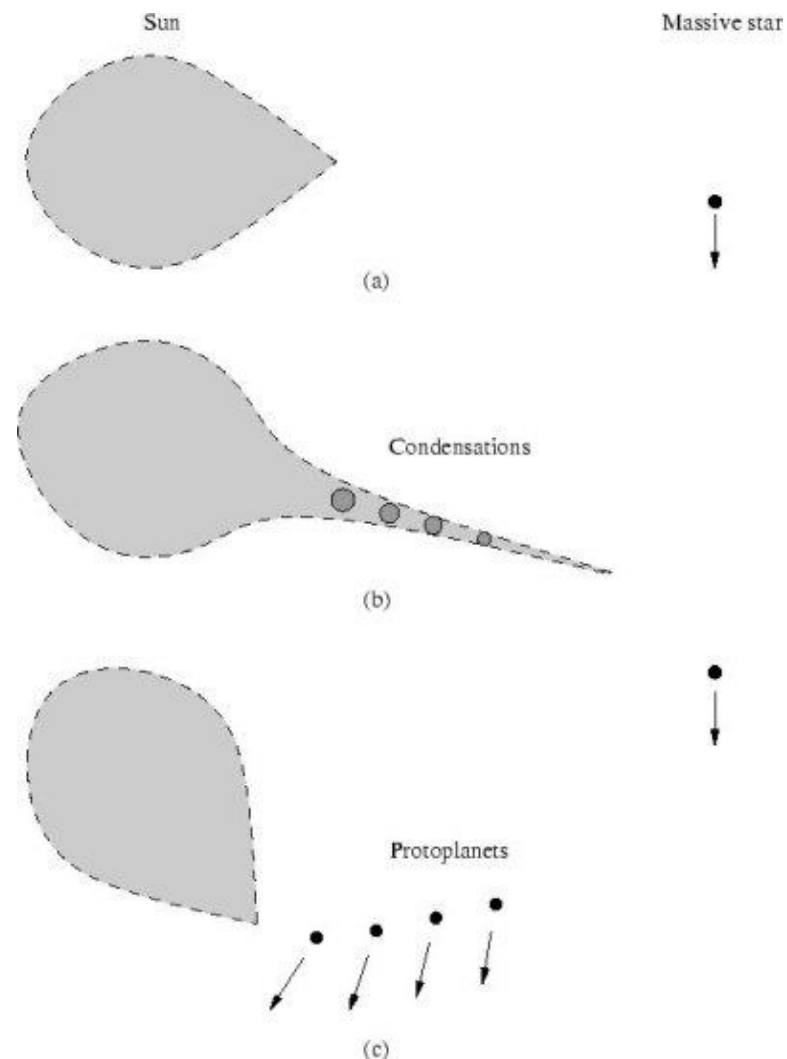 Sun
Massive star
(a)
Condensations
(b)
Protoplanets
(c)